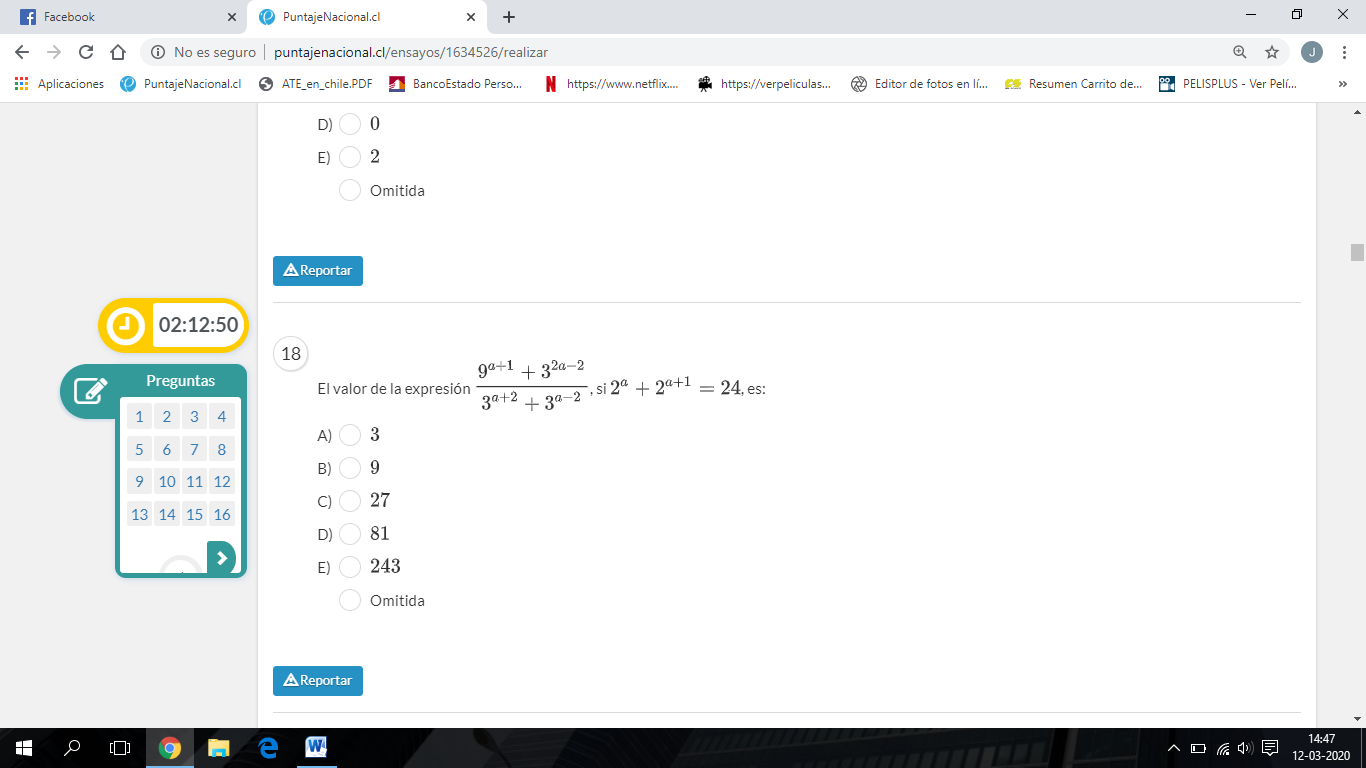 Facebook
PuntajeNacional.cl
No es seguro | puntajenacional.cl/ensayos/1634526/realizar
Aplicaciones PuntajeNacional.cl ATE_en_chile.PDF BancoEstado Perso... https://www.netflix.... https://verpeliculas... Editor de fotos en lí... Resumen Carrito de... PELISPLUS - Ver Pelí... »
D) 0
E) 2
Omitida
Reportar
02:12:50
Preguntas
1 2 3 4
5 6 7 8
9 10 11 12
13 14 15 16
18
El valor de la expresión \frac{9^{a+1} + 3^{2a-2}}{3^{a+2} + 3^{a-2}}, si 2^a + 2^{a+1} = 24, es:
A) 3
B) 9
C) 27
D) 81
E) 243
Omitida
Reportar
J
14:47
12-03-2020